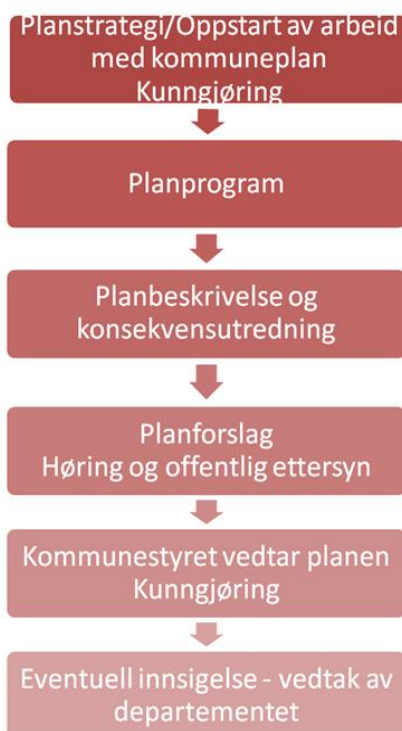 Planstrategi/Oppstart av arbeid
med kommuneplan
Kunngjøring
Planprogram
Planbeskrivelse og
konsekvensutredning
Planforslag
Høring og offentlig ettersyn
Kommunestyret vedtar planen
Kunngjøring
Eventuell innsigelse - vedtak av
departementet